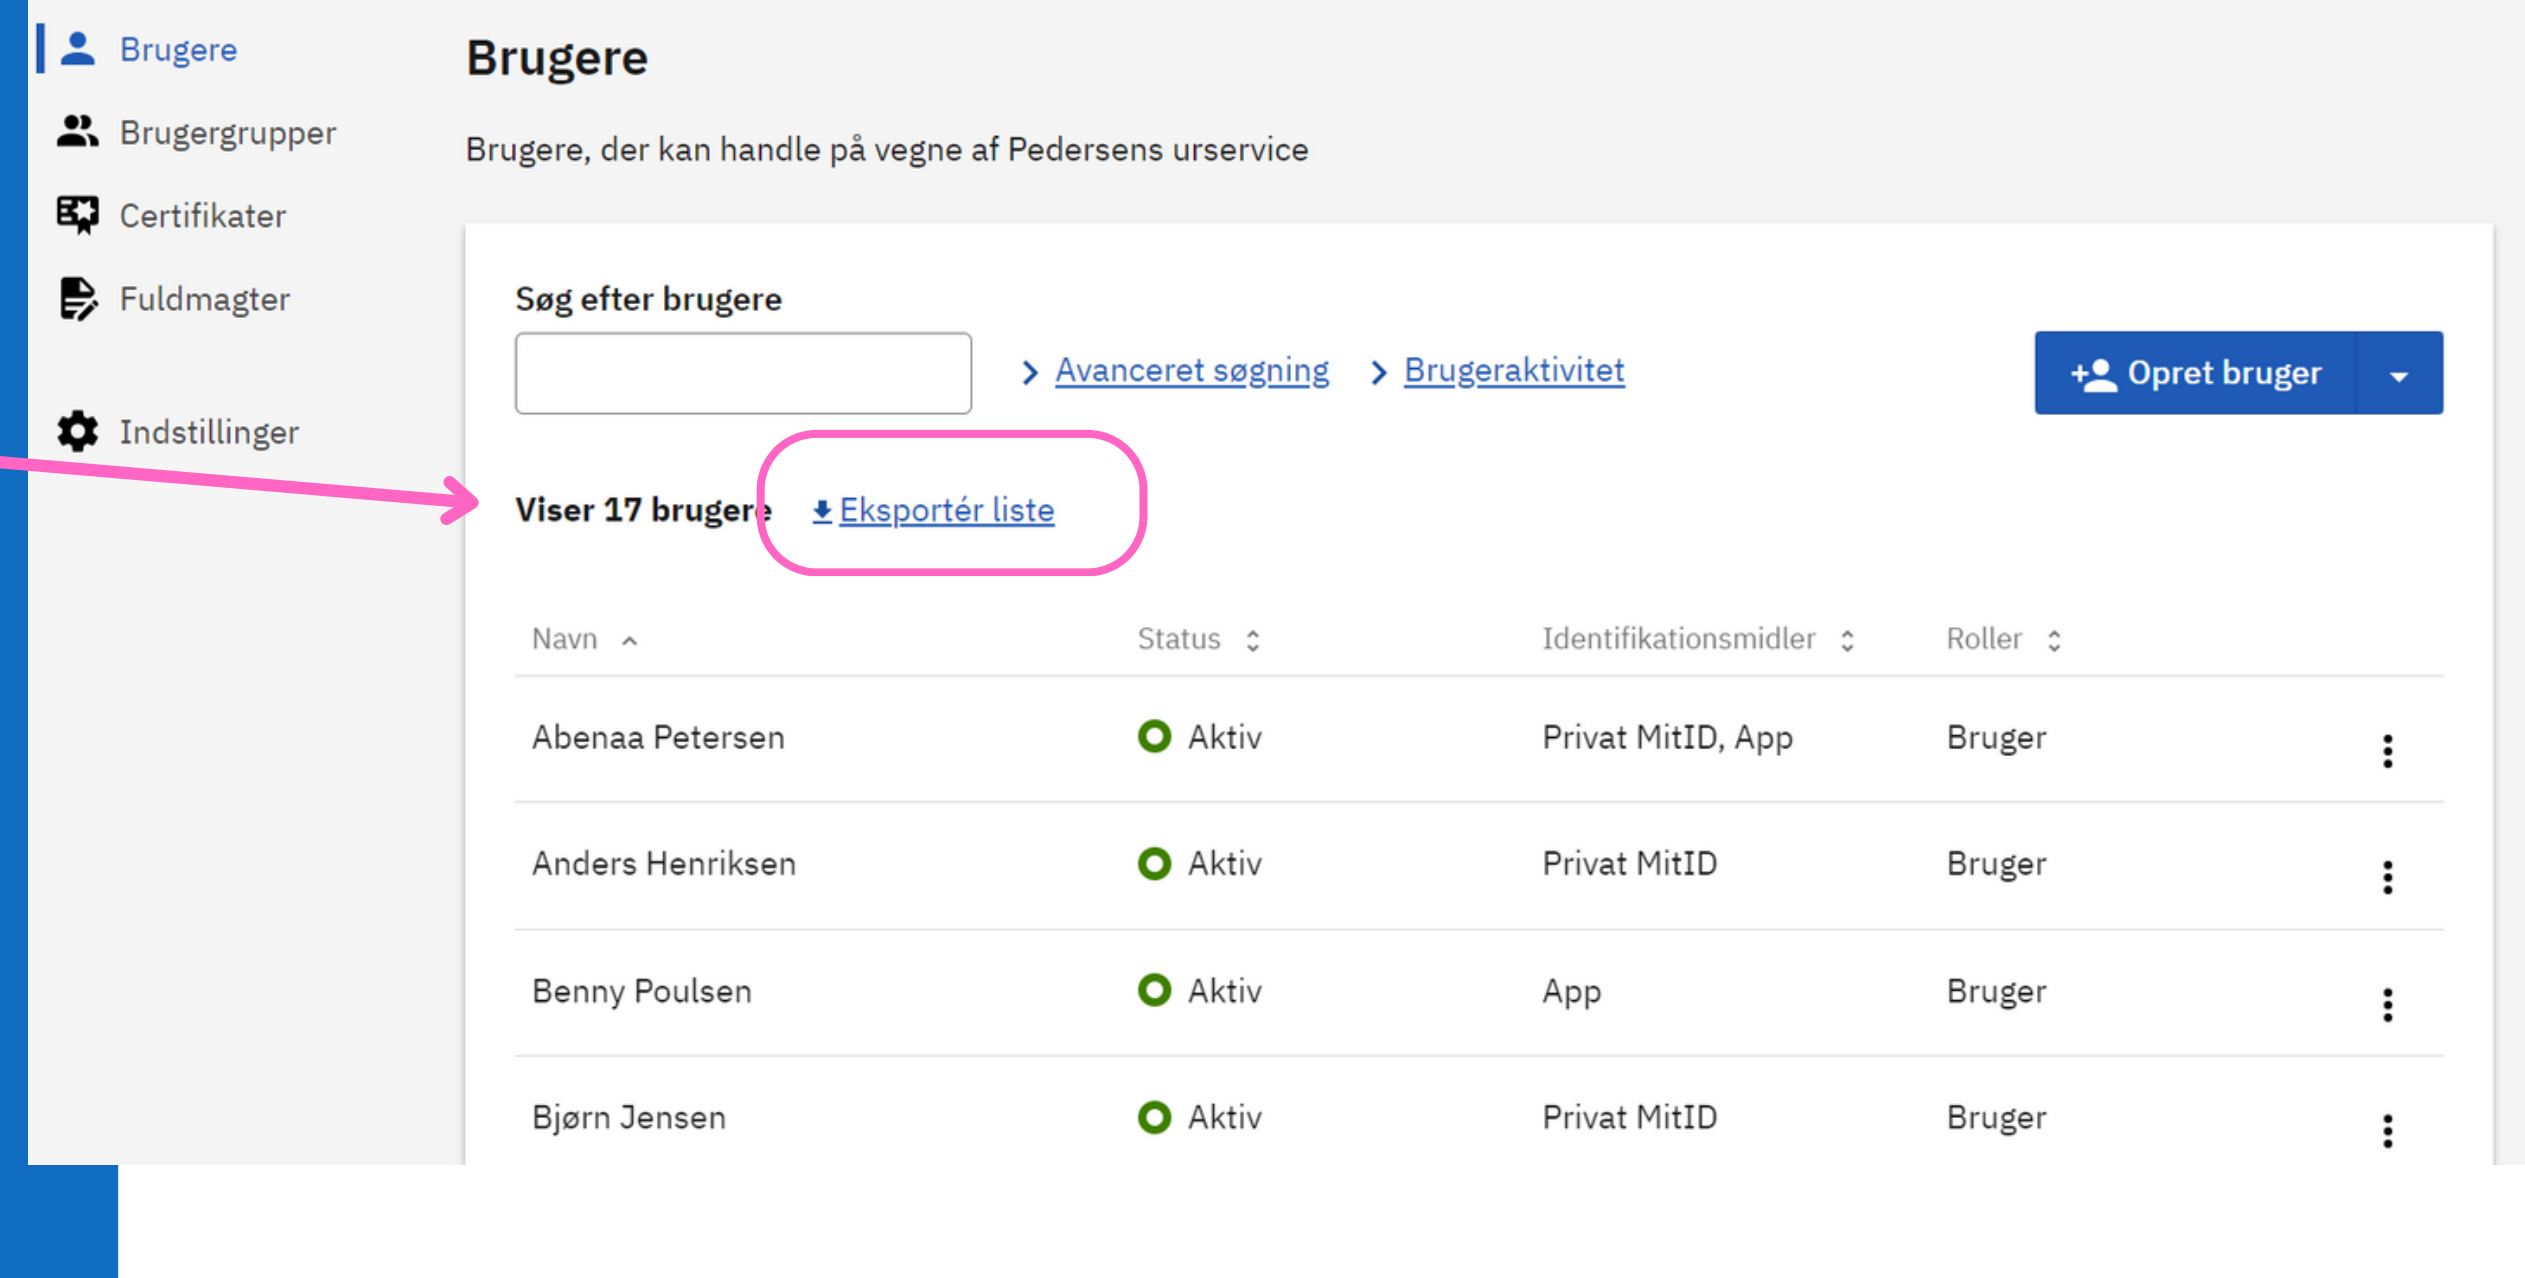 Brugere
Brugergrupper
Certifikater
Fuldmagter
Indstillinger
Brugere
Brugere, der kan handle på vegne af Pedersens urservice
Søg efter brugere
Avanceret søgning Brugeraktivitet
Opret bruger
Viser 17 brugere Eksportér liste
Navn Status Identifikationsmidler Roller
Abenaa Petersen Aktiv Privat MitID, App Bruger
Anders Henriksen Aktiv Privat MitID Bruger
Benny Poulsen Aktiv App Bruger
Bjørn Jensen Aktiv Privat MitID Bruger